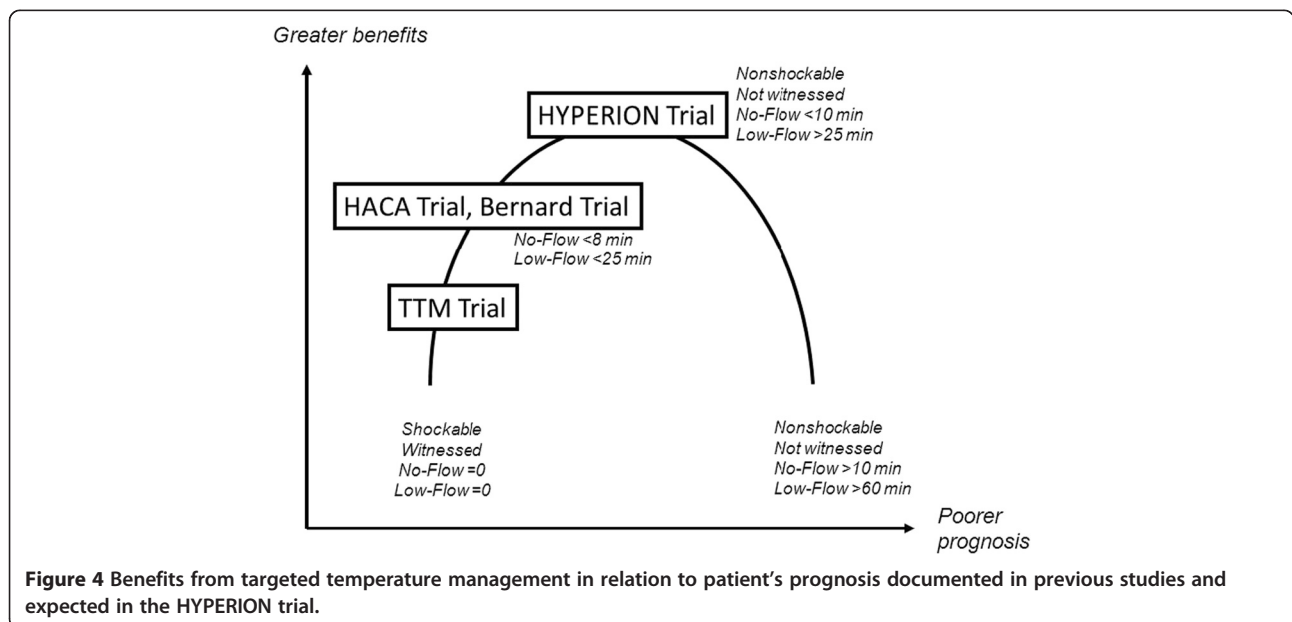 Greater benefits
Nonshockable
Not witnessed
No-Flow <10 min
Low-Flow >25 min
HYPERION Trial
HACA Trial, Bernard Trial
No-Flow <8 min
Low-Flow <25 min
TTM Trial
Shockable
Witnessed
No-Flow =0
Low-Flow =0
Nonshockable
Not witnessed
No-Flow >10 min
Low-Flow >60 min
Poorer
prognosis
Figure 4 Benefits from targeted temperature management in relation to patient’s prognosis documented in previous studies and
expected in the HYPERION trial.